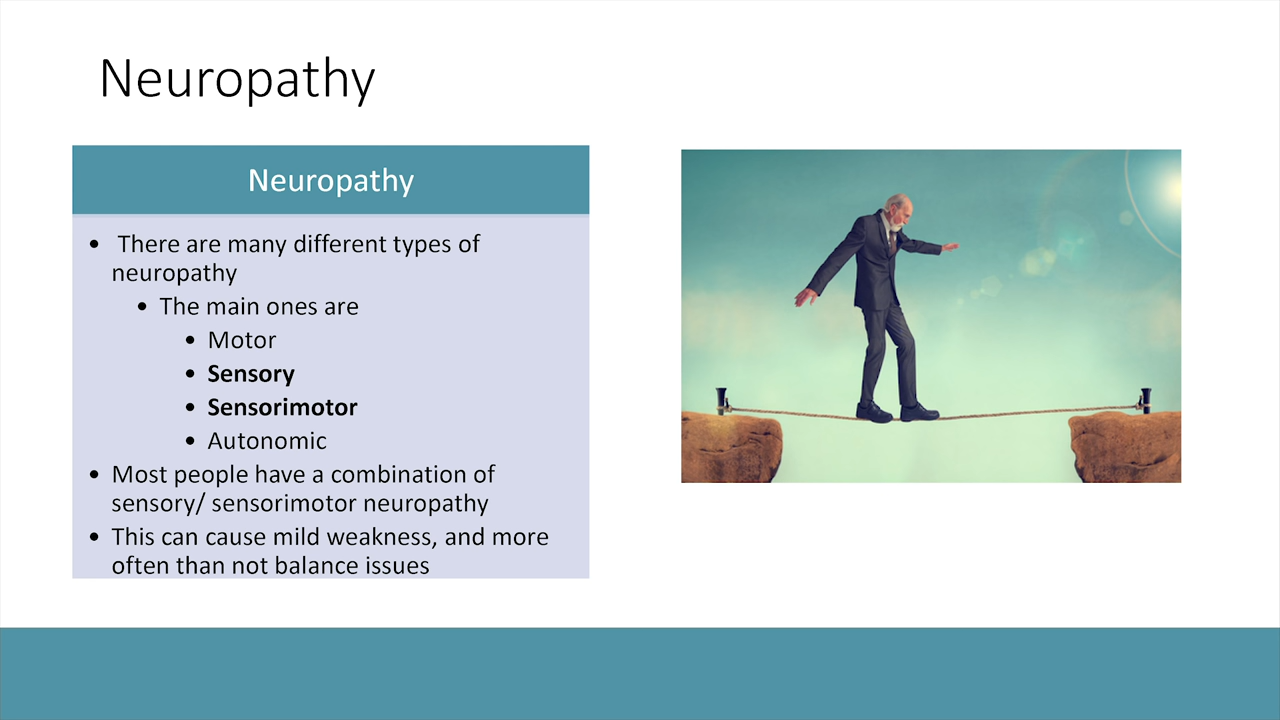 Neuropathy
Neuropathy
• There are many different types of
neuropathy
• The main ones are
• Motor
• Sensory
• Sensorimotor
• Autonomic
• Most people have a combination of
sensory/ sensorimotor neuropathy
• This can cause mild weakness, and more
often than not balance issues